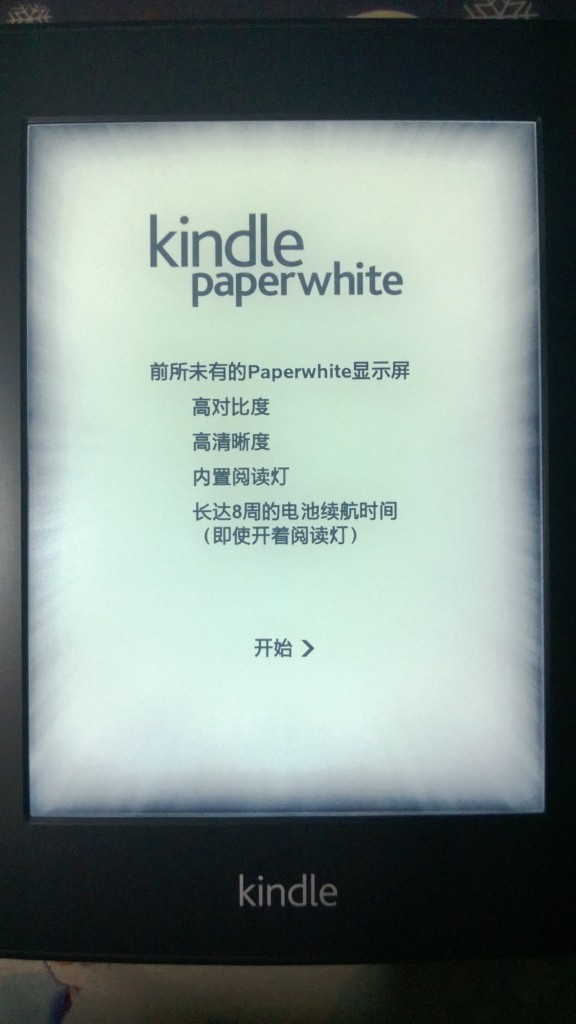 kindle
paperwhite
前所未有的Paperwhite显示屏
高对比度
高清晰度
内置阅读灯
长达8周的电池续航时间
（即使开着阅读灯）
开始 >
kindle